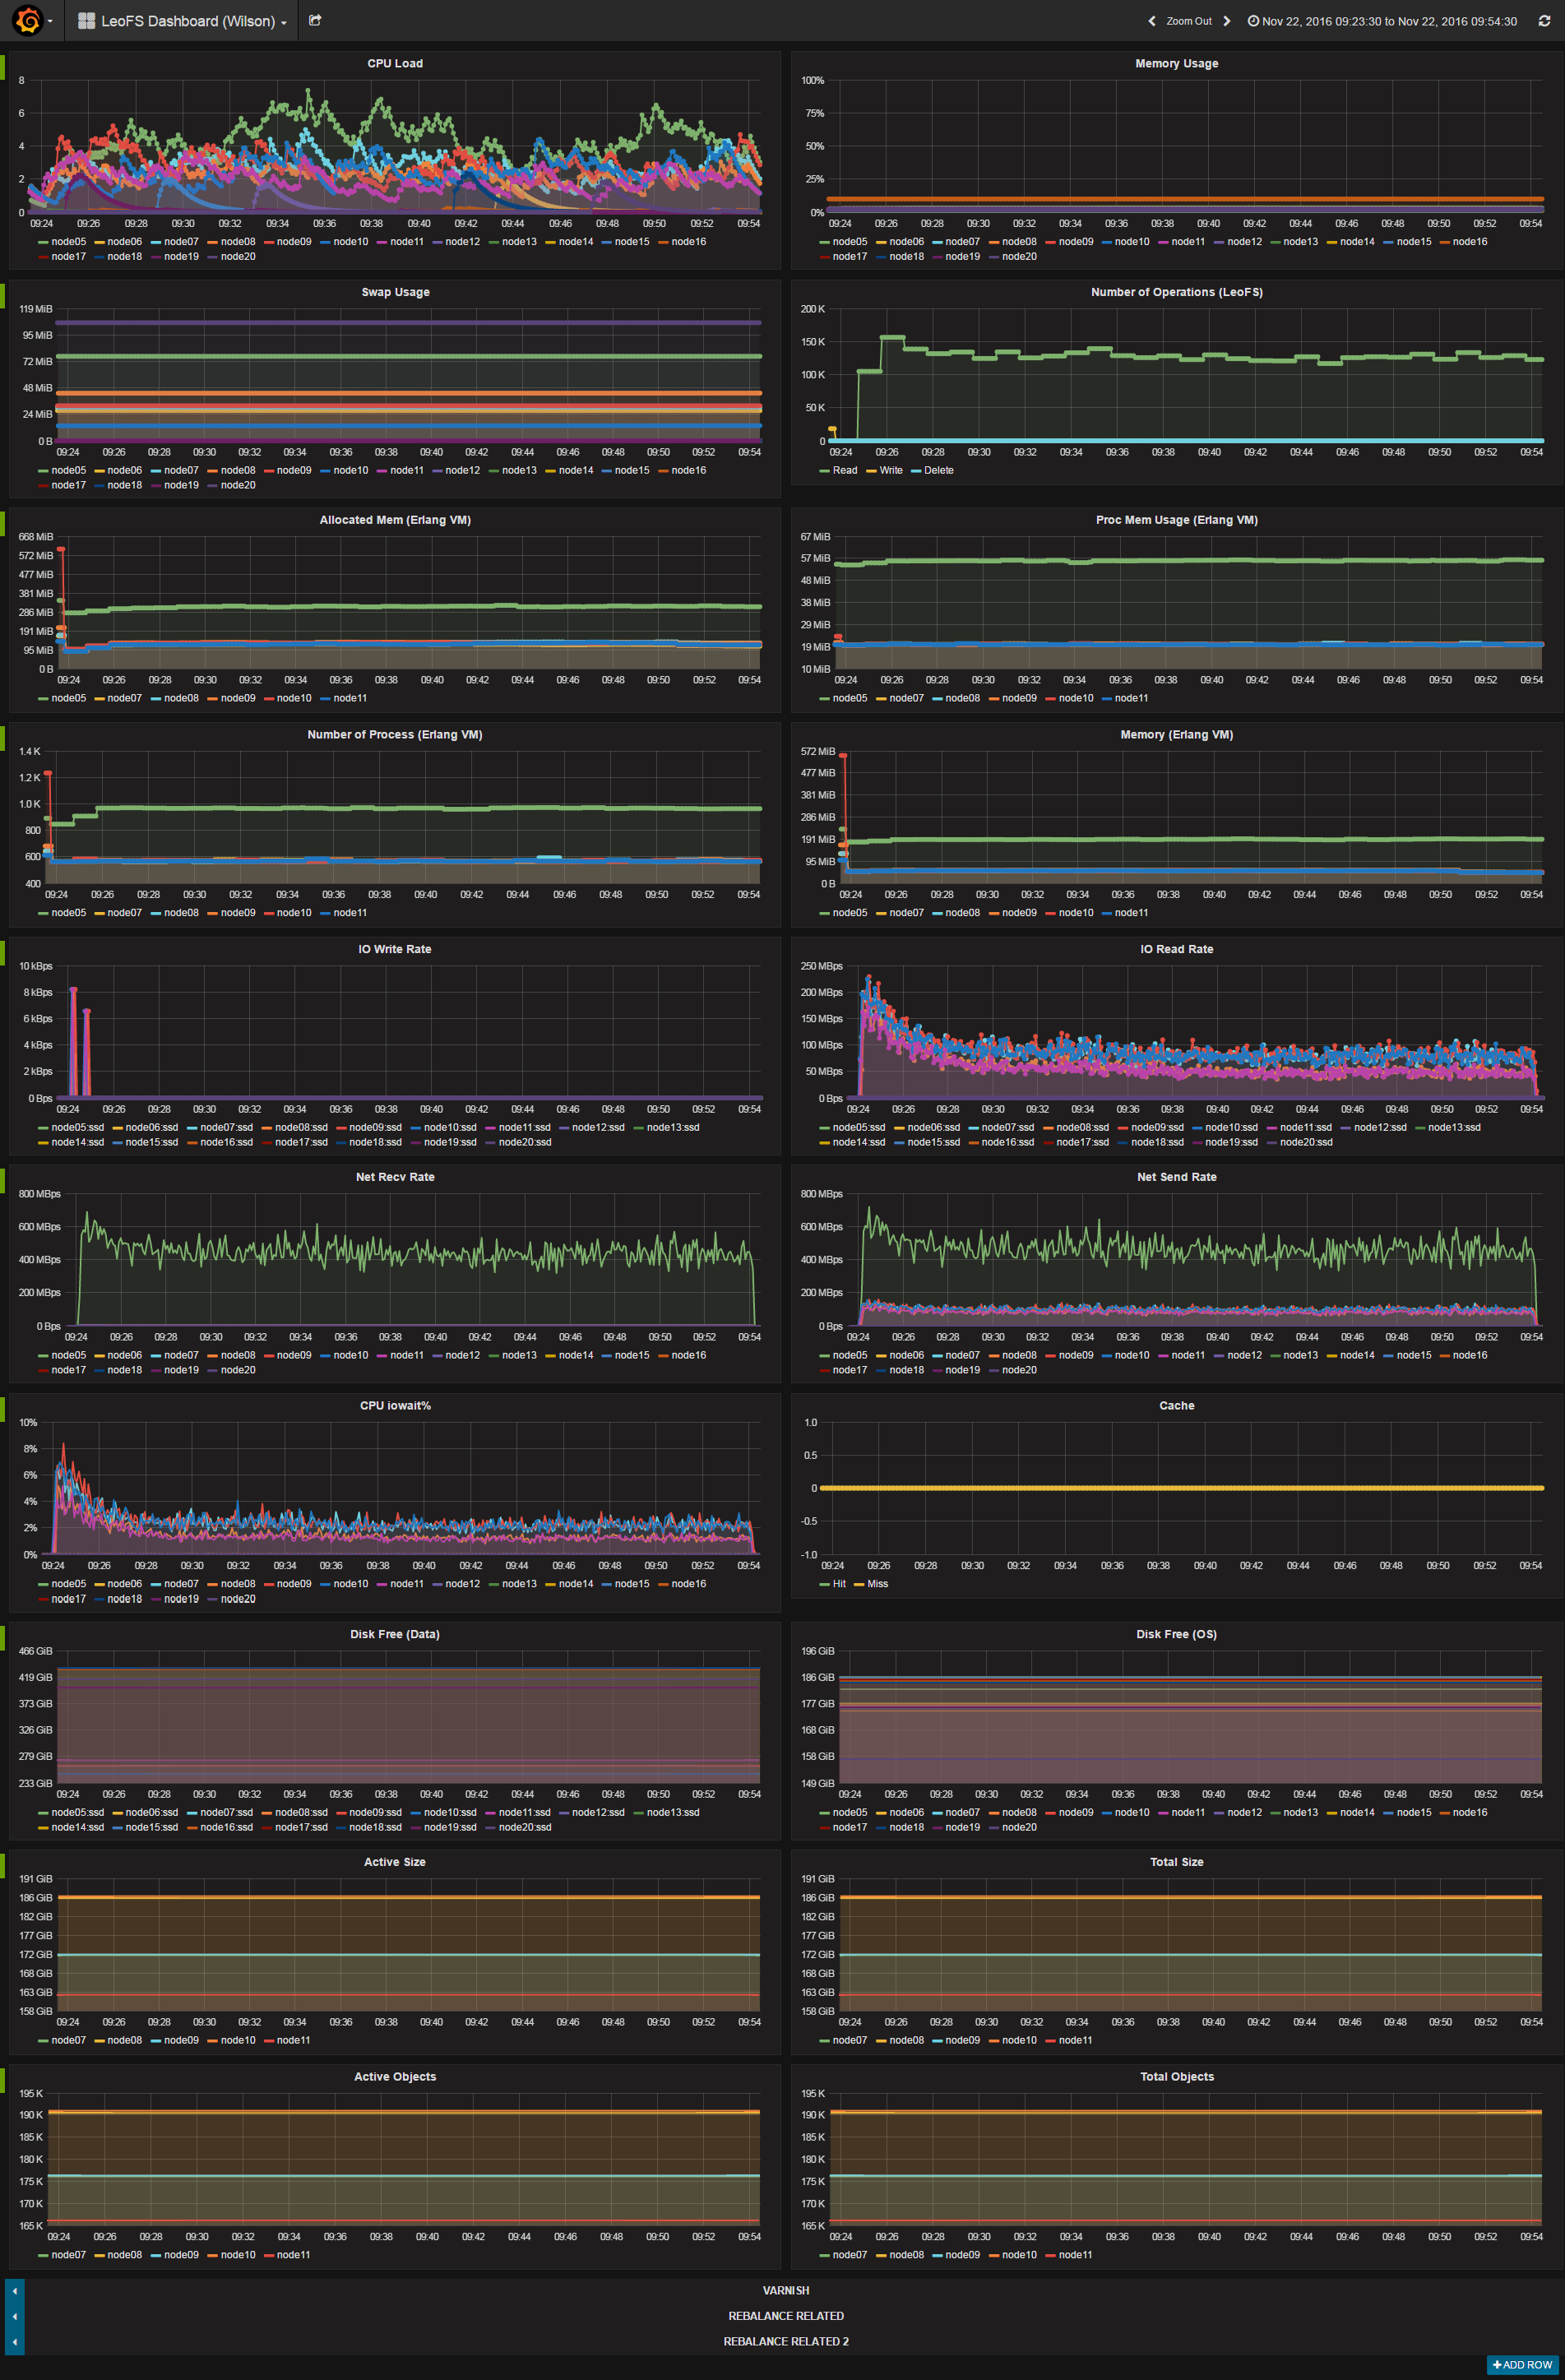 LeoFS Dashboard (Wilson)
Zoom Out
Nov 22, 2016 09:23:30 to Nov 22, 2016 09:54:30
CPU Load
8
6
4
2
0
09:24 09:26 09:28 09:30 09:32 09:34 09:36 09:38 09:40 09:42 09:44 09:46 09:48 09:50 09:52 09:54
node05 node06 node07 node08 node09 node10 node11 node12 node13 node14 node15 node16
node17 node18 node19 node20
Memory Usage
100%
75%
50%
25%
0%
09:24 09:26 09:28 09:30 09:32 09:34 09:36 09:38 09:40 09:42 09:44 09:46 09:48 09:50 09:52 09:54
node05 node06 node07 node08 node09 node10 node11 node12 node13 node14 node15 node16
node17 node18 node19 node20
Swap Usage
119 MiB
95 MiB
72 MiB
48 MiB
24 MiB
0 B
09:24 09:26 09:28 09:30 09:32 09:34 09:36 09:38 09:40 09:42 09:44 09:46 09:48 09:50 09:52 09:54
node05 node06 node07 node08 node09 node10 node11 node12 node13 node14 node15 node16
node17 node18 node19 node20
Number of Operations (LeoFS)
200 K
150 K
100 K
50 K
0
09:24 09:26 09:28 09:30 09:32 09:34 09:36 09:38 09:40 09:42 09:44 09:46 09:48 09:50 09:52 09:54
Read Write Delete
Allocated Mem (Erlang VM)
668 MiB
572 MiB
477 MiB
381 MiB
286 MiB
191 MiB
95 MiB
0 B
09:24 09:26 09:28 09:30 09:32 09:34 09:36 09:38 09:40 09:42 09:44 09:46 09:48 09:50 09:52 09:54
node05 node07 node08 node09 node10 node11
Proc Mem Usage (Erlang VM)
67 MiB
57 MiB
48 MiB
38 MiB
29 MiB
19 MiB
10 MiB
09:24 09:26 09:28 09:30 09:32 09:34 09:36 09:38 09:40 09:42 09:44 09:46 09:48 09:50 09:52 09:54
node05 node07 node08 node09 node10 node11
Number of Process (Erlang VM)
1.4 K
1.2 K
1.0 K
800
600
400
09:24 09:26 09:28 09:30 09:32 09:34 09:36 09:38 09:40 09:42 09:44 09:46 09:48 09:50 09:52 09:54
node05 node07 node08 node09 node10 node11
Memory (Erlang VM)
572 MiB
477 MiB
381 MiB
286 MiB
191 MiB
95 MiB
0 B
09:24 09:26 09:28 09:30 09:32 09:34 09:36 09:38 09:40 09:42 09:44 09:46 09:48 09:50 09:52 09:54
node05 node07 node08 node09 node10 node11
IO Write Rate
10 kBps
8 kBps
6 kBps
4 kBps
2 kBps
0 Bps
09:24 09:26 09:28 09:30 09:32 09:34 09:36 09:38 09:40 09:42 09:44 09:46 09:48 09:50 09:52 09:54
node05:ssd node06:ssd node07:ssd node08:ssd node09:ssd node10:ssd node11:ssd node12:ssd node13:ssd
node14:ssd node15:ssd node16:ssd node17:ssd node18:ssd node19:ssd node20:ssd
IO Read Rate
250 MBps
200 MBps
150 MBps
100 MBps
50 MBps
0 Bps
09:24 09:26 09:28 09:30 09:32 09:34 09:36 09:38 09:40 09:42 09:44 09:46 09:48 09:50 09:52 09:54
node05:ssd node06:ssd node07:ssd node08:ssd node09:ssd node10:ssd node11:ssd node12:ssd node13:ssd
node14:ssd node15:ssd node16:ssd node17:ssd node18:ssd node19:ssd node20:ssd
Net Recv Rate
800 MBps
600 MBps
400 MBps
200 MBps
0 Bps
09:24 09:26 09:28 09:30 09:32 09:34 09:36 09:38 09:40 09:42 09:44 09:46 09:48 09:50 09:52 09:54
node05 node06 node07 node08 node09 node10 node11 node12 node13 node14 node15 node16
node17 node18 node19 node20
Net Send Rate
800 MBps
600 MBps
400 MBps
200 MBps
0 Bps
09:24 09:26 09:28 09:30 09:32 09:34 09:36 09:38 09:40 09:42 09:44 09:46 09:48 09:50 09:52 09:54
node05 node06 node07 node08 node09 node10 node11 node12 node13 node14 node15 node16
node17 node18 node19 node20
CPU iowait%
10%
8%
6%
4%
2%
0%
09:24 09:26 09:28 09:30 09:32 09:34 09:36 09:38 09:40 09:42 09:44 09:46 09:48 09:50 09:52 09:54
node05 node06 node07 node08 node09 node10 node11 node12 node13 node14 node15 node16
node17 node18 node19 node20
Cache
1.0
0.5
0
-0.5
-1.0
09:24 09:26 09:28 09:30 09:32 09:34 09:36 09:38 09:40 09:42 09:44 09:46 09:48 09:50 09:52 09:54
Hit Miss
Disk Free (Data)
466 GiB
419 GiB
373 GiB
326 GiB
279 GiB
233 GiB
09:24 09:26 09:28 09:30 09:32 09:34 09:36 09:38 09:40 09:42 09:44 09:46 09:48 09:50 09:52 09:54
node05:ssd node06:ssd node07:ssd node08:ssd node09:ssd node10:ssd node11:ssd node12:ssd node13:ssd
node14:ssd node15:ssd node16:ssd node17:ssd node18:ssd node19:ssd node20:ssd
Disk Free (OS)
196 GiB
186 GiB
177 GiB
168 GiB
158 GiB
149 GiB
09:24 09:26 09:28 09:30 09:32 09:34 09:36 09:38 09:40 09:42 09:44 09:46 09:48 09:50 09:52 09:54
node05 node06 node07 node08 node09 node10 node11 node12 node13 node14 node15 node16
node17 node18 node19 node20
Active Size
191 GiB
186 GiB
182 GiB
177 GiB
172 GiB
168 GiB
163 GiB
158 GiB
09:24 09:26 09:28 09:30 09:32 09:34 09:36 09:38 09:40 09:42 09:44 09:46 09:48 09:50 09:52 09:54
node07 node08 node09 node10 node11
Total Size
191 GiB
186 GiB
182 GiB
177 GiB
172 GiB
168 GiB
163 GiB
158 GiB
09:24 09:26 09:28 09:30 09:32 09:34 09:36 09:38 09:40 09:42 09:44 09:46 09:48 09:50 09:52 09:54
node07 node08 node09 node10 node11
Active Objects
195 K
190 K
185 K
180 K
175 K
170 K
165 K
09:24 09:26 09:28 09:30 09:32 09:34 09:36 09:38 09:40 09:42 09:44 09:46 09:48 09:50 09:52 09:54
node07 node08 node09 node10 node11
Total Objects
195 K
190 K
185 K
180 K
175 K
170 K
165 K
09:24 09:26 09:28 09:30 09:32 09:34 09:36 09:38 09:40 09:42 09:44 09:46 09:48 09:50 09:52 09:54
node07 node08 node09 node10 node11
VARNISH
REBALANCE RELATED
REBALANCE RELATED 2
ADD ROW